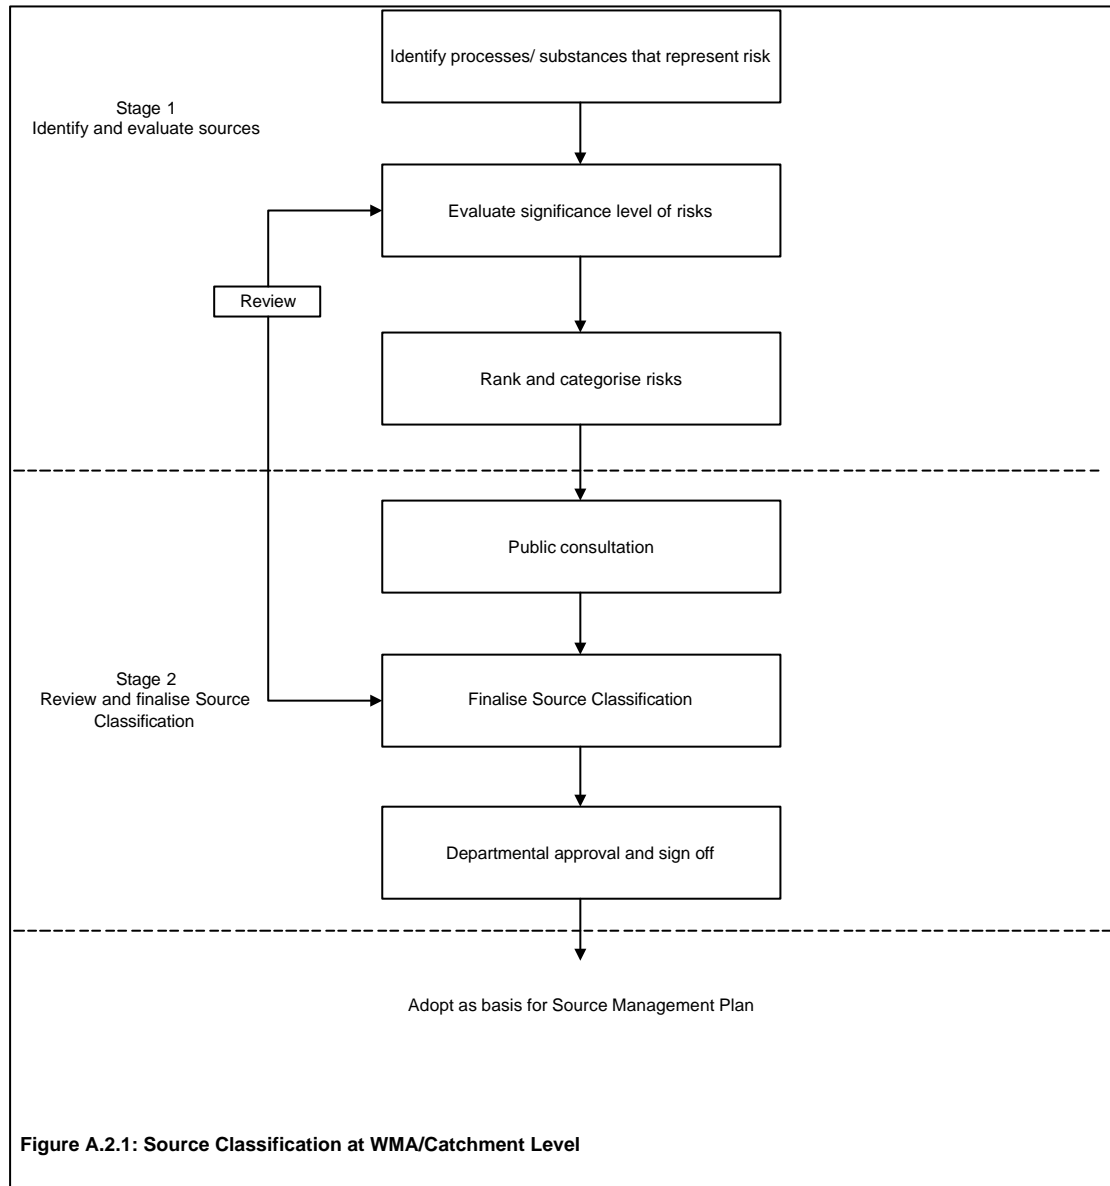 Identify processes/ substances that represent risk
Stage 1
Identify and evaluate sources
Evaluate significance level of risks
Review
Rank and categorise risks
Public consultation
Stage 2
Review and finalise Source
Classification
Finalise Source Classification
Departmental approval and sign off
Adopt as basis for Source Management Plan
Figure A.2.1: Source Classification at WMA/Catchment Level